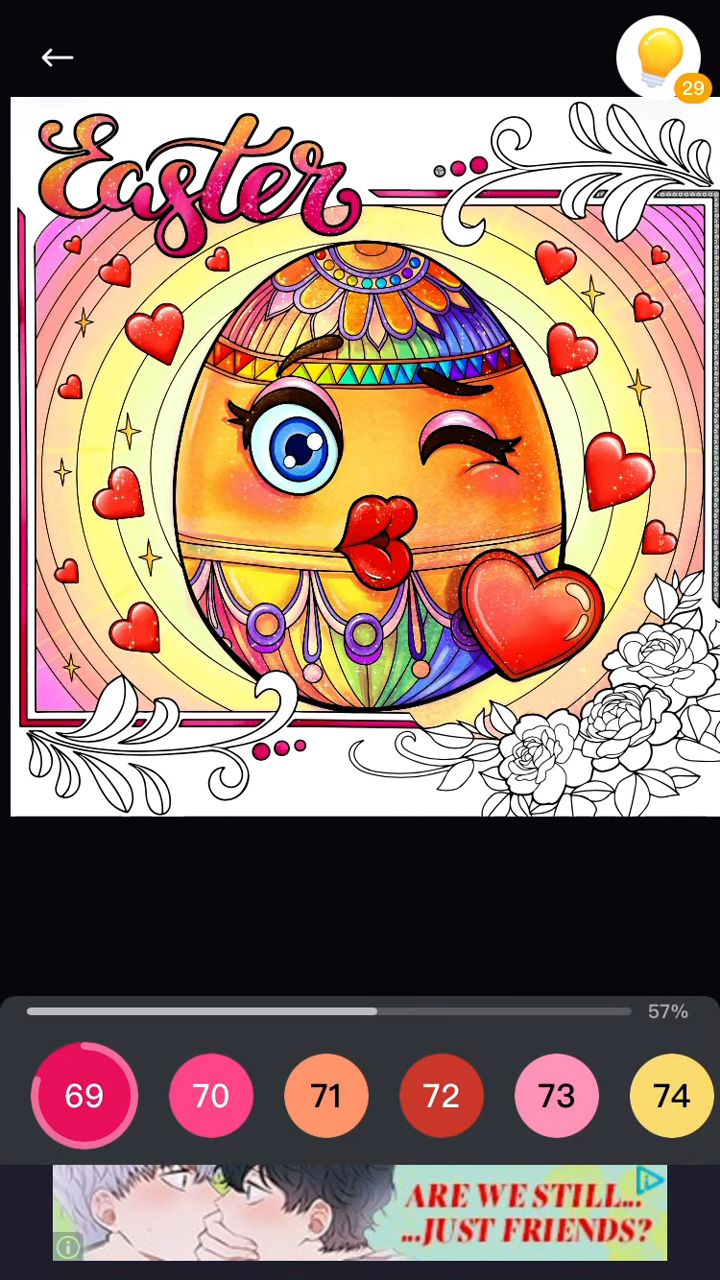 29
Easter
57%
69 70 71 72 73 74
ARE WE STILL...
...JUST FRIENDS?